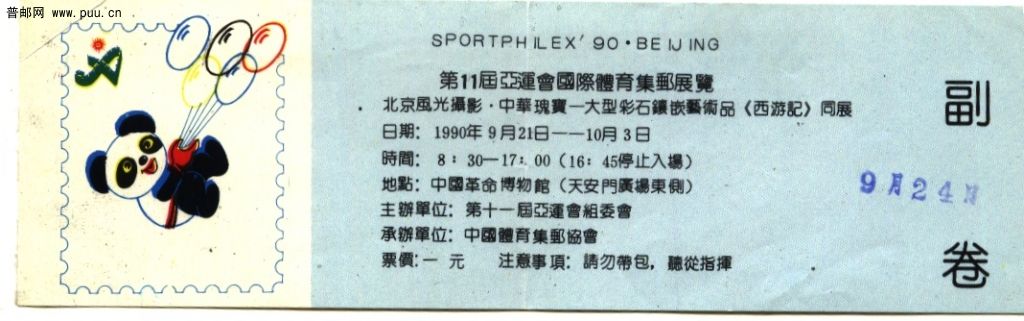 普邮网 www.puu.cn
SPORTPHILEX'90·BEIJING
第11屆亞運會國際體育集郵展覽
北京風光攝影·中華瑰寶—大型彩石鑲嵌藝術品《西游記》同展
日期：1990年9月21日——10月3日
時間：8：30—17：00（16：45停止入場）
地點：中國革命博物館（天安門廣場東側）
主辦單位：第十一屆亞運會組委會
承辦單位：中國體育集郵協會
票價：一 元 注意事項：請勿帶包，聽從指揮
副
9月24日
卷